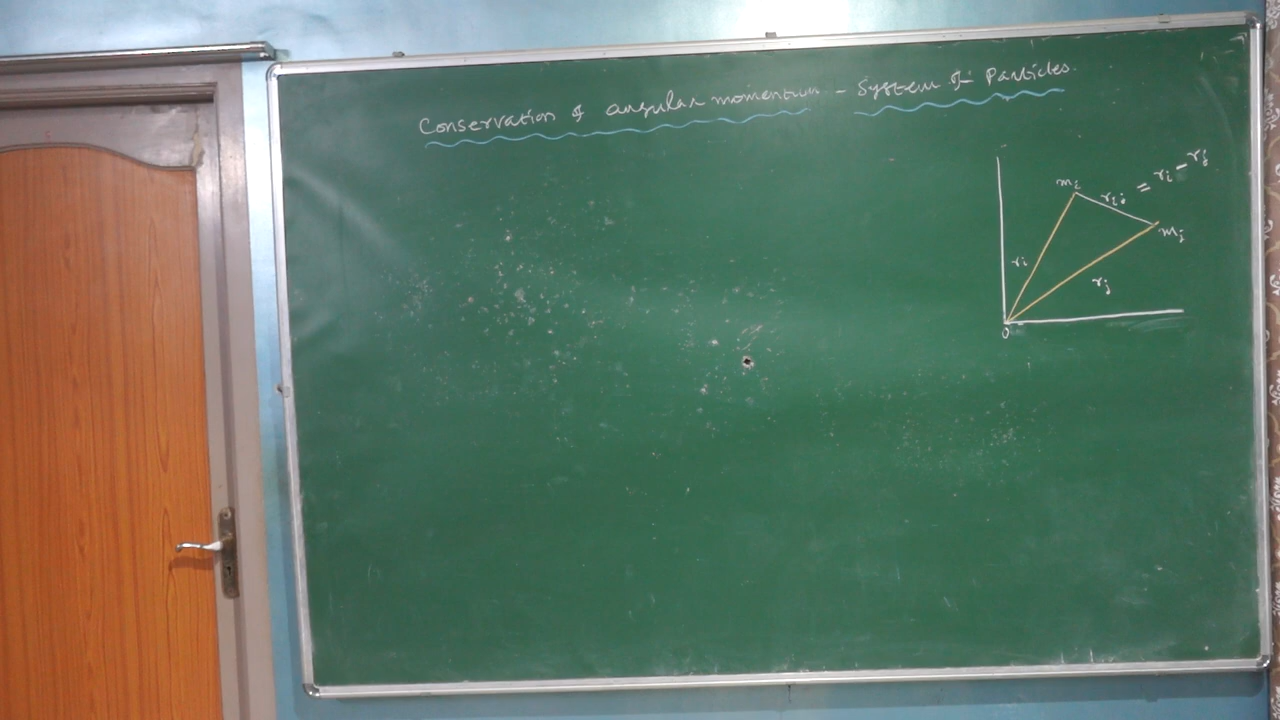 Conservation of angular momentum - System of Particles.
mi
rij = ri - rj
mj
ri
rj
O